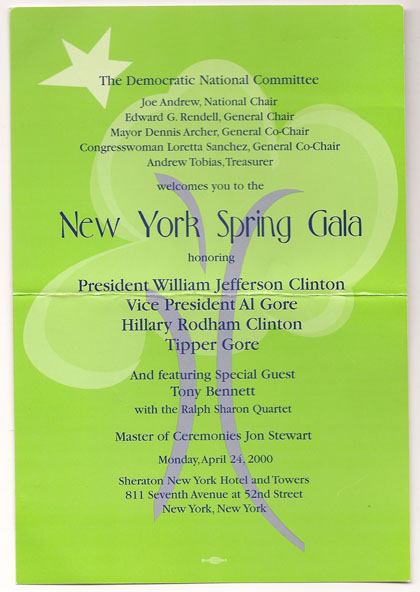 The Democratic National Committee
Joe Andrew, National Chair
Edward G. Rendell, General Chair
Mayor Dennis Archer, General Co-Chair
Congresswoman Loretta Sanchez, General Co-Chair
Andrew Tobias, Treasurer
welcomes you to the
New York Spring Gala
honoring
President William Jefferson Clinton
Vice President Al Gore
Hillary Rodham Clinton
Tipper Gore
And featuring Special Guest
Tony Bennett
with the Ralph Sharon Quartet
Master of Ceremonies Jon Stewart
Monday, April 24, 2000
Sheraton New York Hotel and Towers
811 Seventh Avenue at 52nd Street
New York, New York